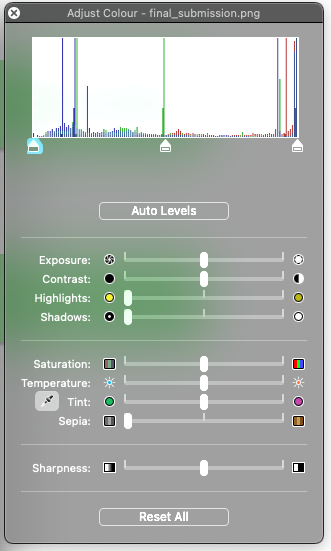 Adjust Colour - final_submission.png
Auto Levels
Exposure:
Contrast:
Highlights:
Shadows:
Saturation:
Temperature:
Tint:
Sepia:
Sharpness:
Reset All